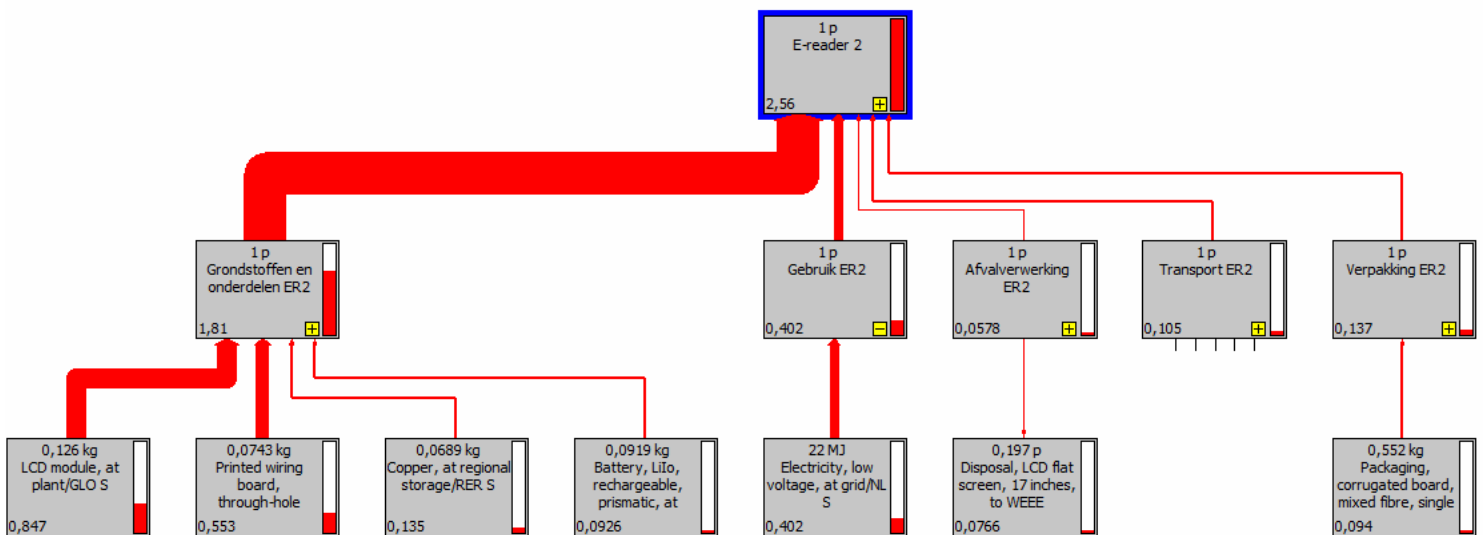 1 p
E-reader 2
2,56
1 p
Grondstoffen en
onderdelen ER2
1,81
1 p
Gebruik ER2
0,402
1 p
Afvalverwerking
ER2
0,0578
1 p
Transport ER2
0,105
1 p
Verpakking ER2
0,137
0,126 kg
LCD module, at
plant/GLO S
0,847
0,0743 kg
Printed wiring
board,
through-hole
0,553
0,0689 kg
Copper, at regional
storage/RER S
0,135
0,0919 kg
Battery, LiIo,
rechargeable,
prismatic, at
0,0926
22 MJ
Electricity, low
voltage, at grid/NL
S
0,402
0,197 p
Disposal, LCD flat
screen, 17 inches,
to WEEE
0,0766
0,552 kg
Packaging,
corrugated board,
mixed fibre, single
0,094